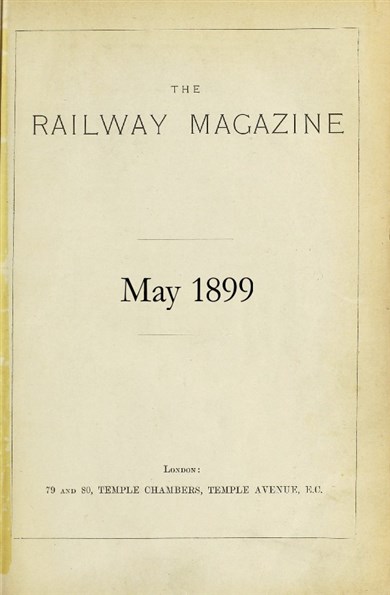 THE
RAILWAY MAGAZINE
May 1899
LONDON:
79 AND 80, TEMPLE CHAMBERS, TEMPLE AVENUE, E.C.